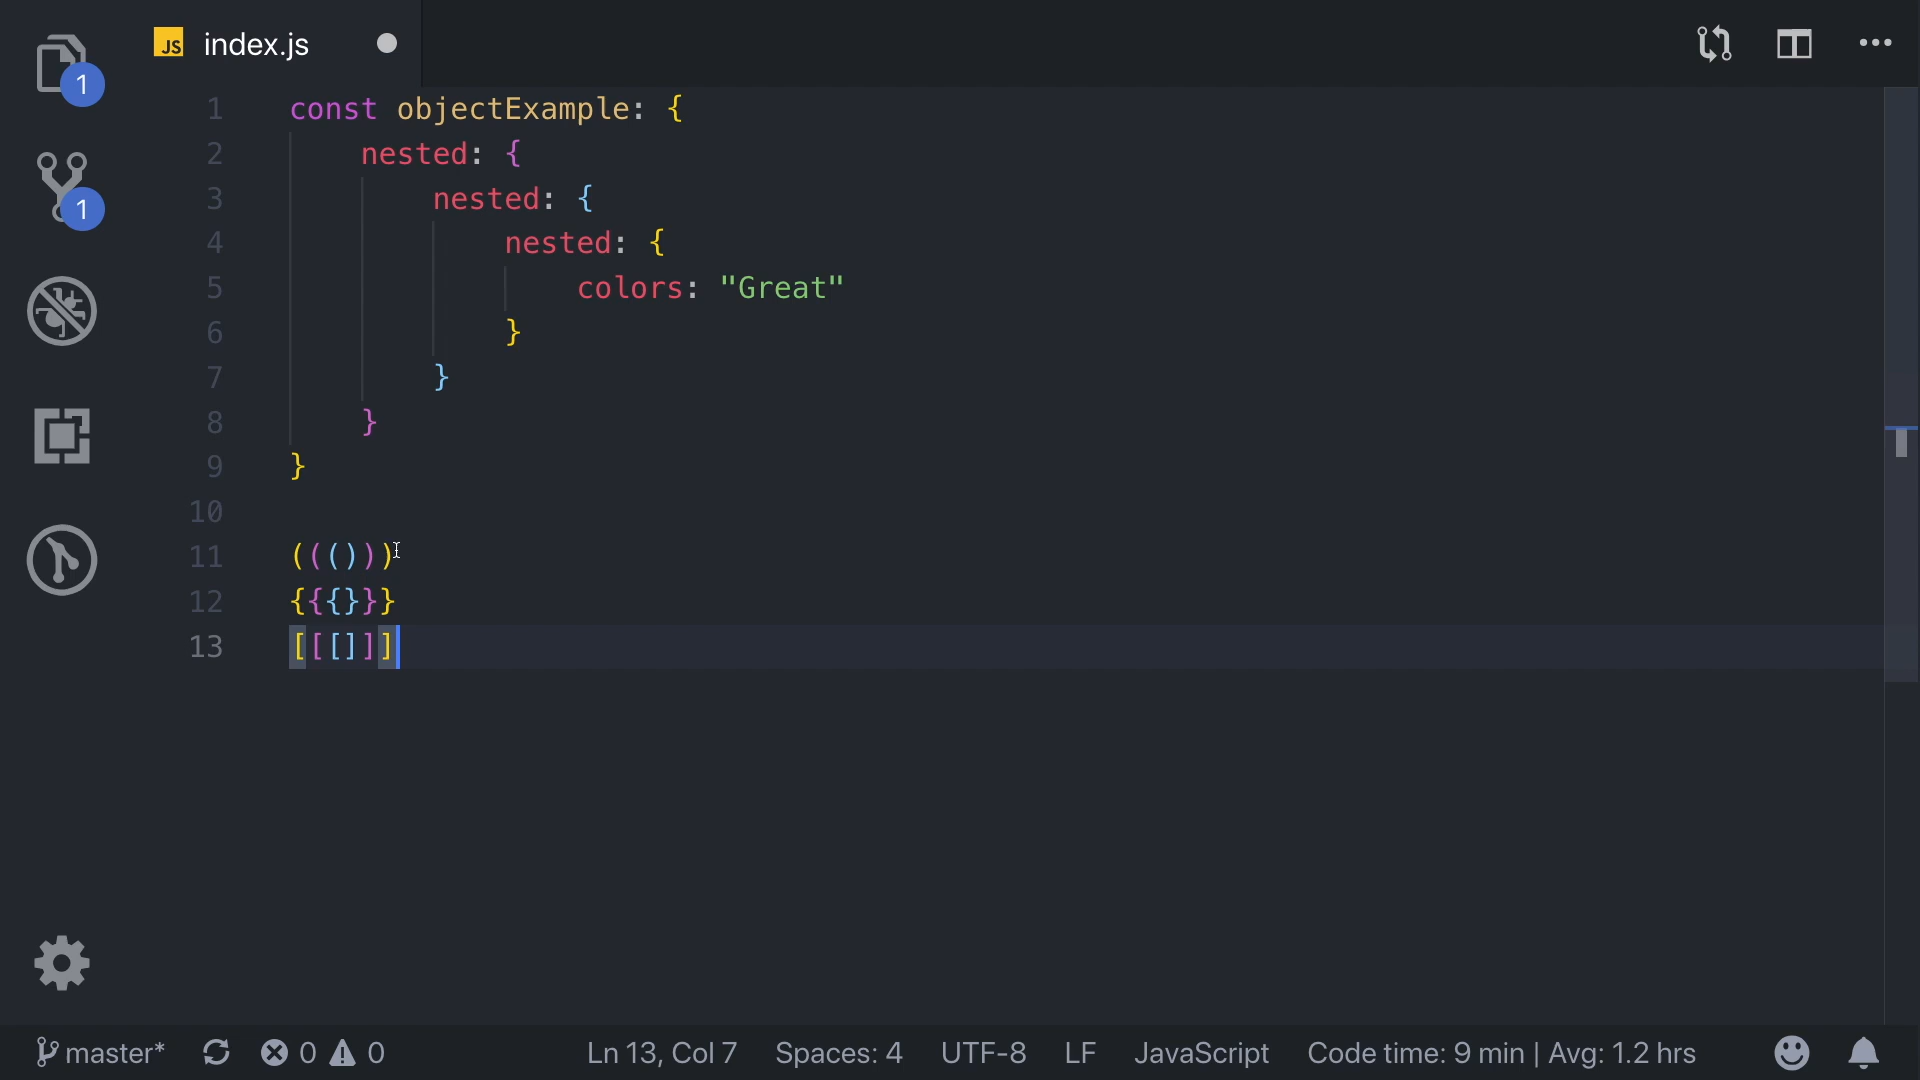 JS index.js
1
1
1 const objectExample: {
2 nested: {
3 nested: {
4 nested: {
5 colors: "Great"
6 }
7 }
8 }
9 }
10
11 ((()))
12 {{{}}}
13 [[[]]]
master* 0 0 Ln 13, Col 7 Spaces: 4 UTF-8 LF JavaScript Code time: 9 min | Avg: 1.2 hrs